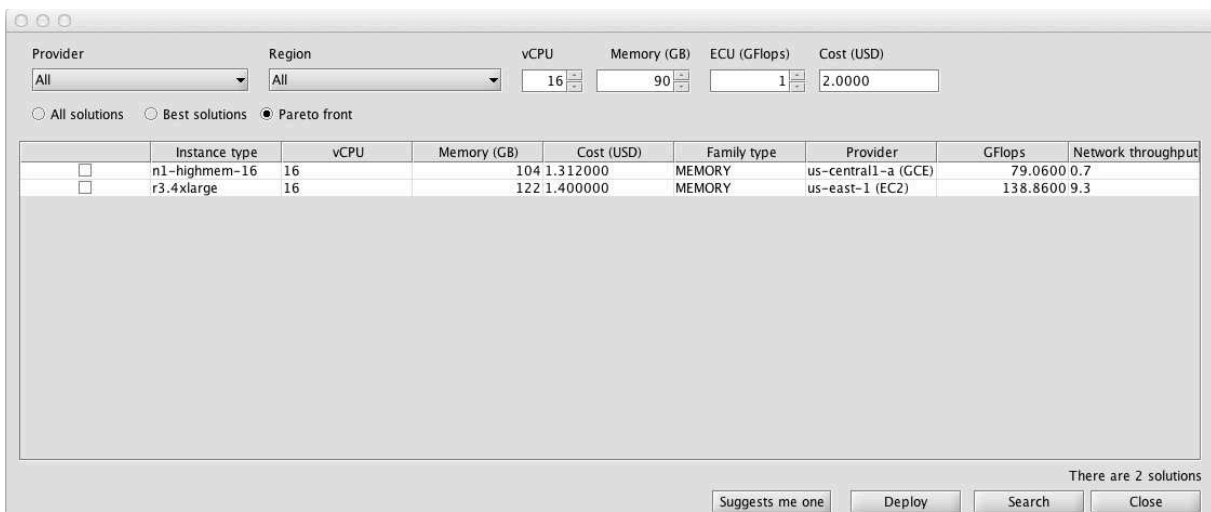 Provider Region vCPU Memory (GB) ECU (GFlops) Cost (USD)
All All 16 90 1 2.0000
All solutions Best solutions Pareto front
Instance type vCPU Memory (GB) Cost (USD) Family type Provider GFlops Network throughput
n1-highmem-16 16 104 1.312000 MEMORY us-central1-a (GCE) 79.0600 0.7
r3.4xlarge 16 122 1.400000 MEMORY us-east-1 (EC2) 138.8600 9.3
There are 2 solutions
Suggests me one Deploy Search Close